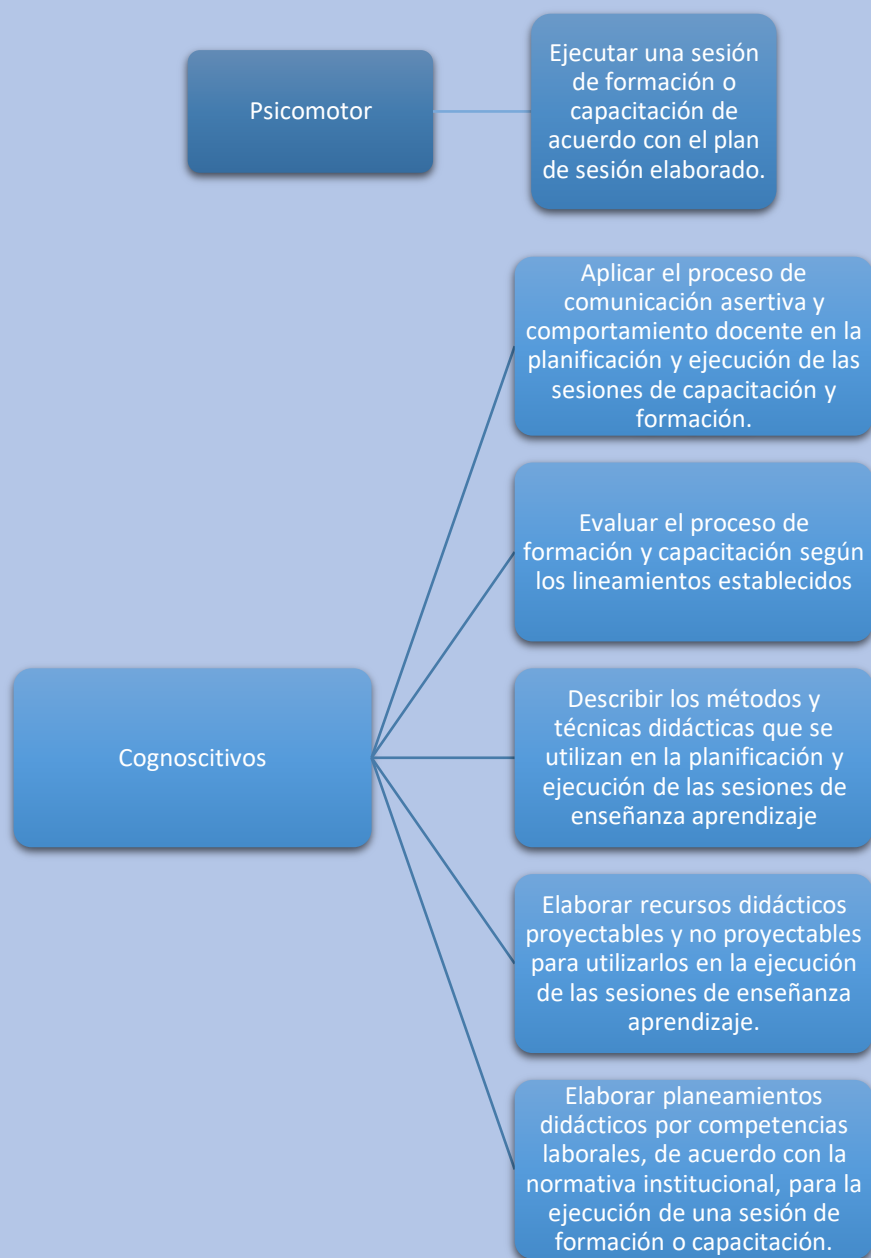 Psicomotor
Ejecutar una sesión
de formación o
capacitación de
acuerdo con el plan
de sesión elaborado.
Cognoscitivos
Aplicar el proceso de
comunicación asertiva y
comportamiento docente en la
planificación y ejecución de las
sesiones de capacitación y
formación.
Evaluar el proceso de
formación y capacitación según
los lineamientos establecidos
Describir los métodos y
técnicas didácticas que se
utilizan en la planificación y
ejecución de las sesiones de
enseñanza aprendizaje
Elaborar recursos didácticos
proyectables y no proyectables
para utilizarlos en la ejecución
de las sesiones de enseñanza
aprendizaje.
Elaborar planeamientos
didácticos por competencias
laborales, de acuerdo con la
normativa institucional, para la
ejecución de una sesión de
formación o capacitación.